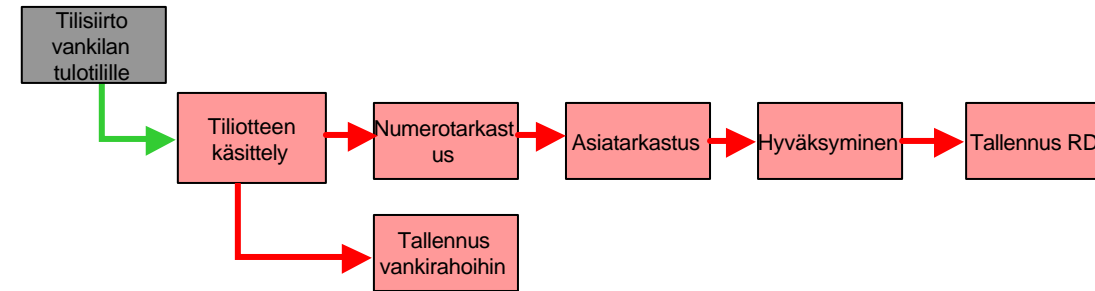 Tilisiirto
vankilan
tulotilille
Tiliotteen
käsittely
Numerotarkast
us
Asiatarkastus
Hyväksyminen
Tallennus RD
Tallennus
vankirahoihin